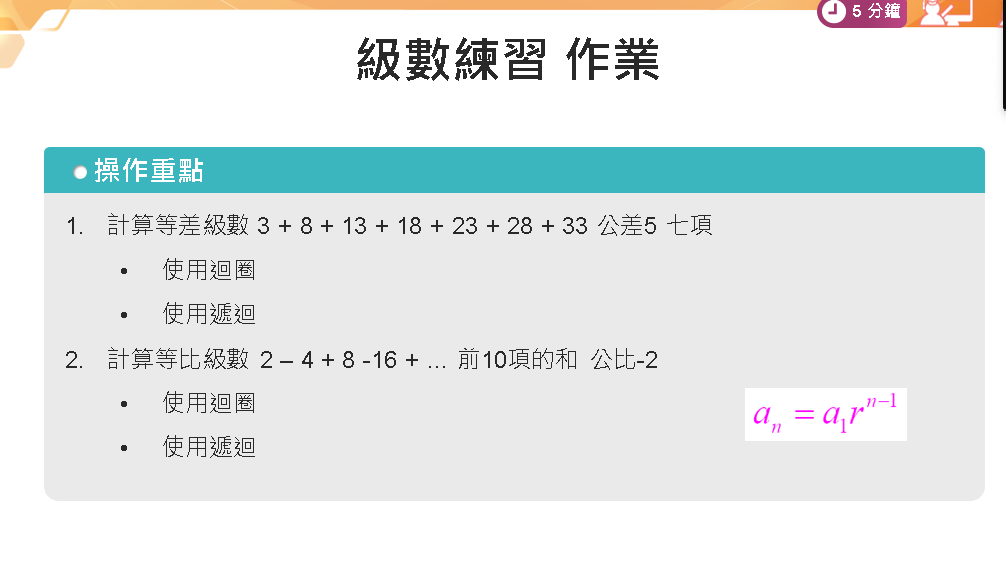 5 分鐘
級數練習 作業
操作重點
1. 計算等差級數 3 + 8 + 13 + 18 + 23 + 28 + 33 公差5 七項
• 使用迴圈
• 使用遞迴
2. 計算等比級數 2 – 4 + 8 -16 + … 前10項的和 公比-2
• 使用迴圈
• 使用遞迴
aₙ = a₁rⁿ⁻¹